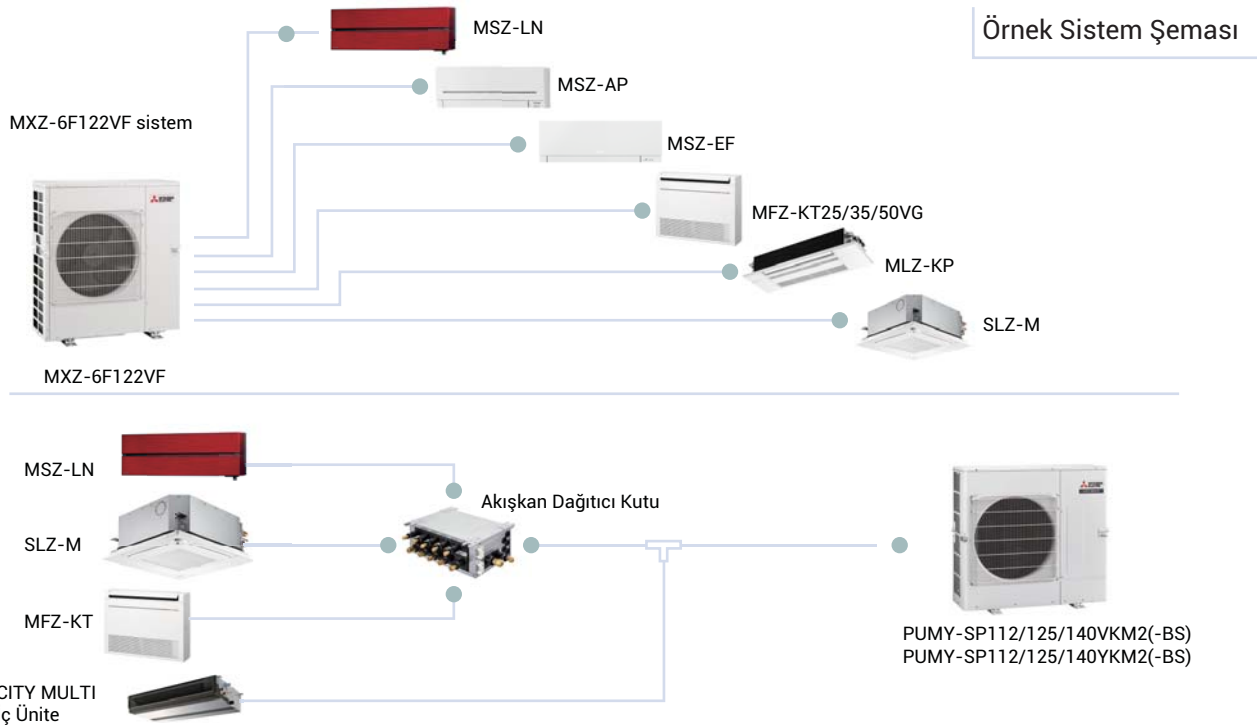 Örnek Sistem Şeması
MSZ-LN
MSZ-AP
MXZ-6F122VF sistem
MSZ-EF
MFZ-KT25/35/50VG
MLZ-KP
SLZ-M
MXZ-6F122VF
MSZ-LN
Akışkan Dağıtıcı Kutu
SLZ-M
MFZ-KT
PUMY-SP112/125/140VKM2(-BS)
PUMY-SP112/125/140YKM2(-BS)
CITY MULTI
ç Ünite